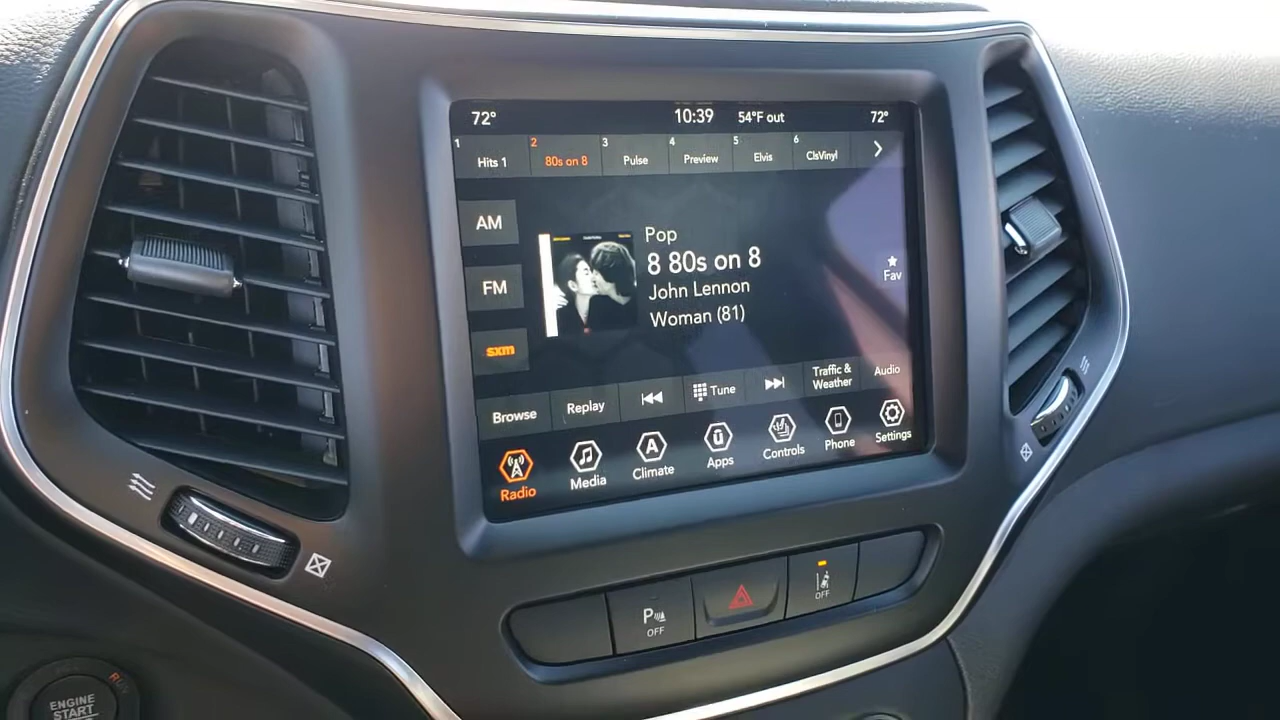 72° 10:39 54°F out 72°
1 Hits 1 2 80s on 8 3 Pulse 4 Preview 5 Elvis 6 ClsVinyl
AM
FM
sxm
Pop
8 80s on 8
John Lennon
Woman (81)
Fav
Browse Replay Tune Traffic & Weather Audio
Radio Media A Climate ū Apps Controls Phone Settings
P OFF
OFF
ENGINE
START
RUN